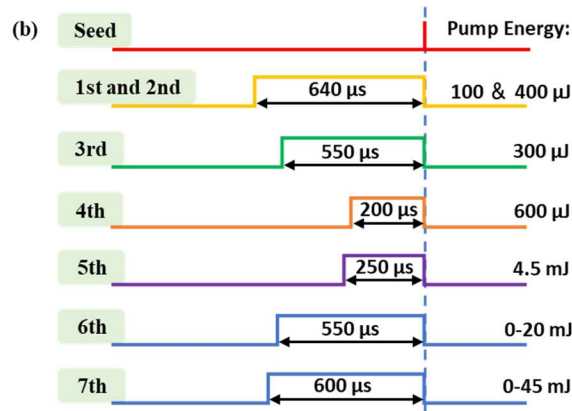 (b) Seed Pump Energy:
1st and 2nd 640 μs 100 & 400 μJ
3rd 550 μs 300 μJ
4th 200 μs 600 μJ
5th 250 μs 4.5 mJ
6th 550 μs 0-20 mJ
7th 600 μs 0-45 mJ